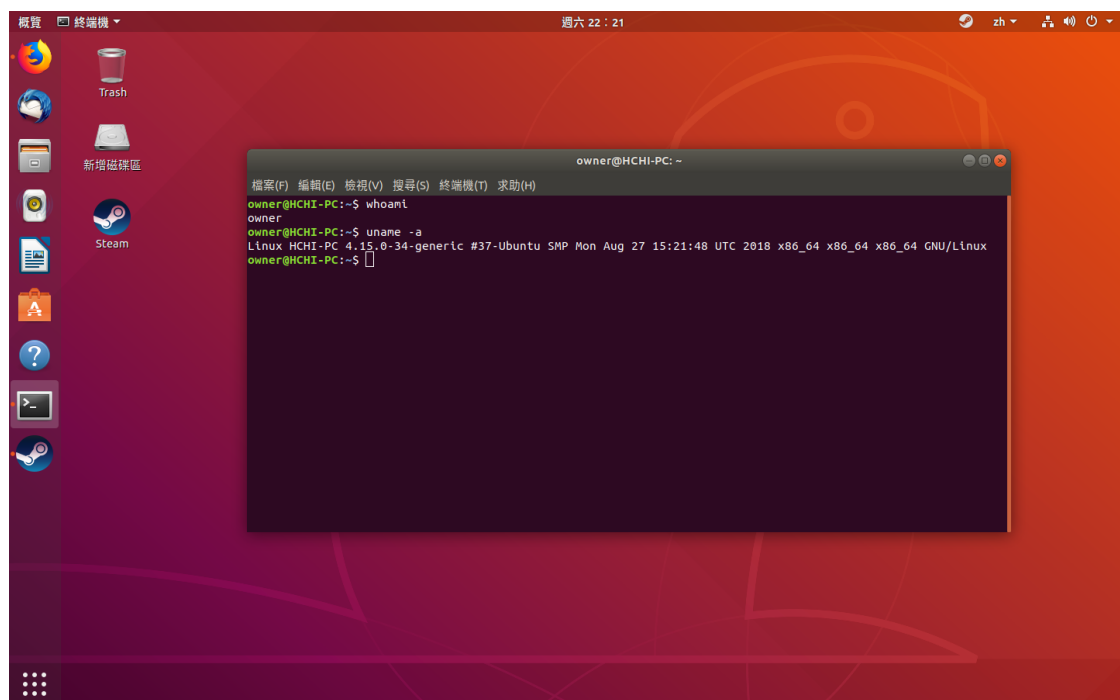 概覽 終端機 週六 22：21 zh
Trash
新增磁碟區
Steam
owner@HCHI-PC: ~
檔案(F) 編輯(E) 檢視(V) 搜尋(S) 終端機(T) 求助(H)
owner@HCHI-PC:~$ whoami
owner
owner@HCHI-PC:~$ uname -a
Linux HCHI-PC 4.15.0-34-generic #37-Ubuntu SMP Mon Aug 27 15:21:48 UTC 2018 x86_64 x86_64 x86_64 GNU/Linux
owner@HCHI-PC:~$